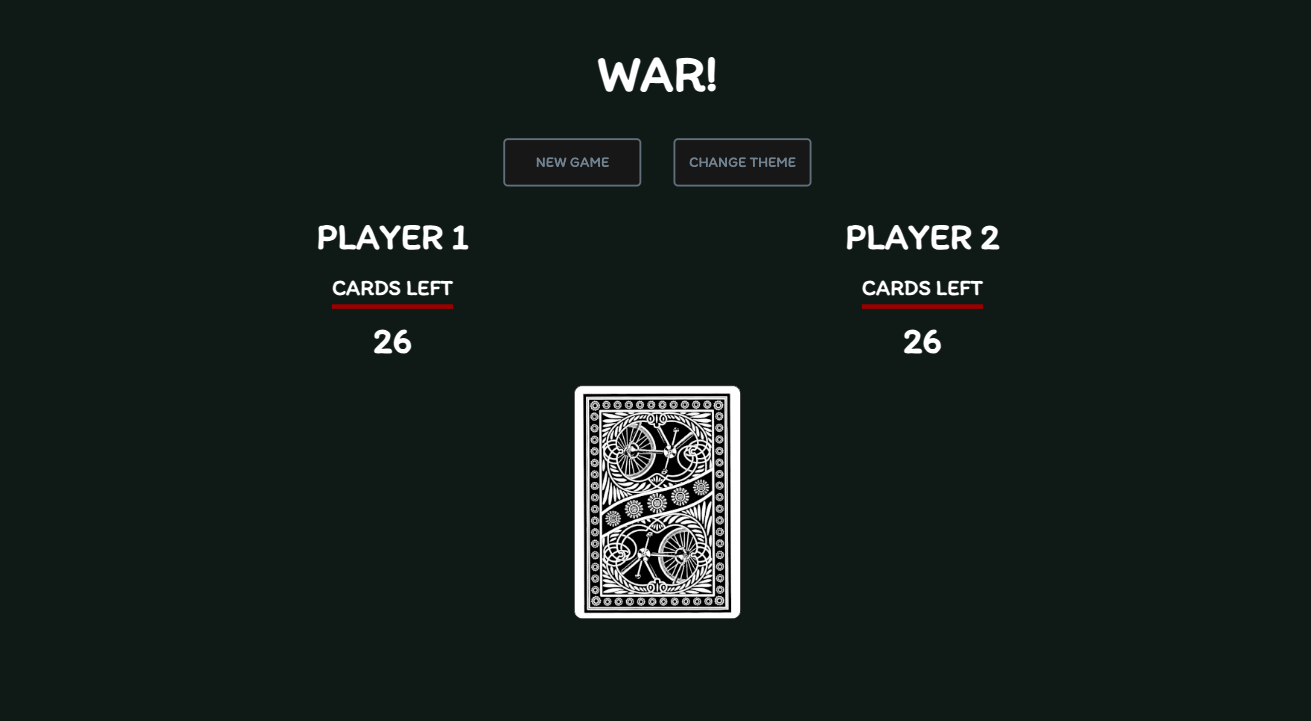 WAR!
NEW GAME CHANGE THEME
PLAYER 1 PLAYER 2
CARDS LEFT CARDS LEFT
26 26